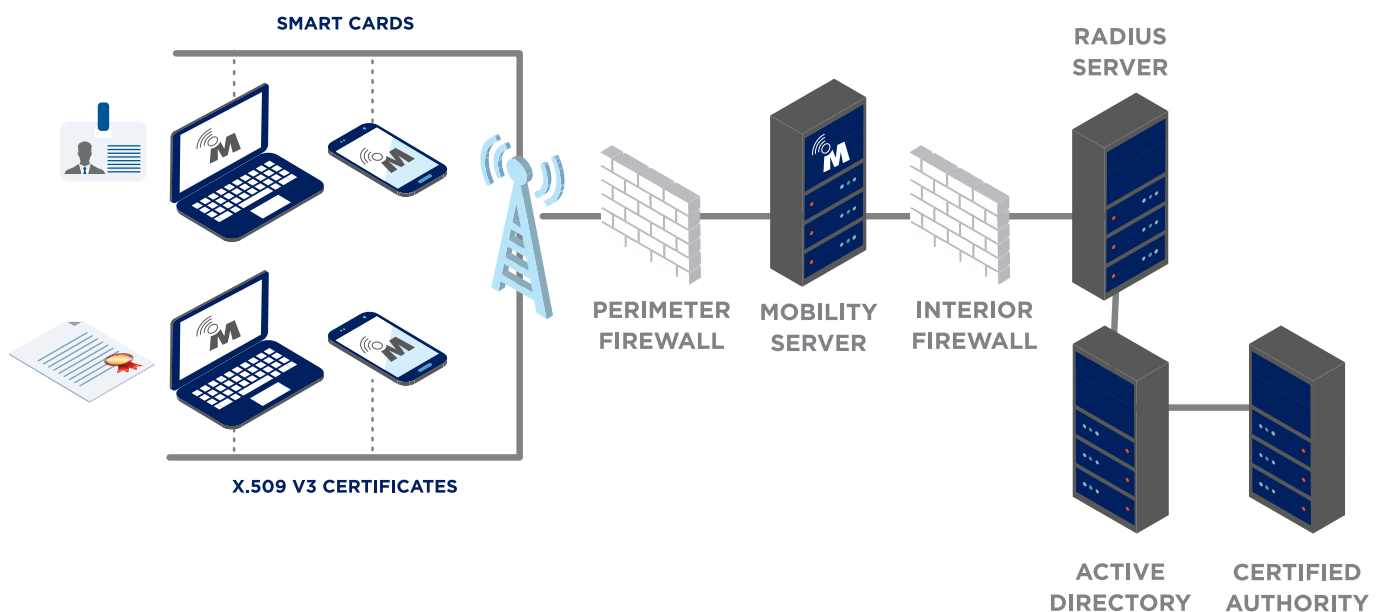 SMART CARDS
RADIUS
SERVER
M
M
M
PERIMETER
FIREWALL
MOBILITY
SERVER
INTERIOR
FIREWALL
M
M
X.509 V3 CERTIFICATES
ACTIVE
DIRECTORY
CERTIFIED
AUTHORITY